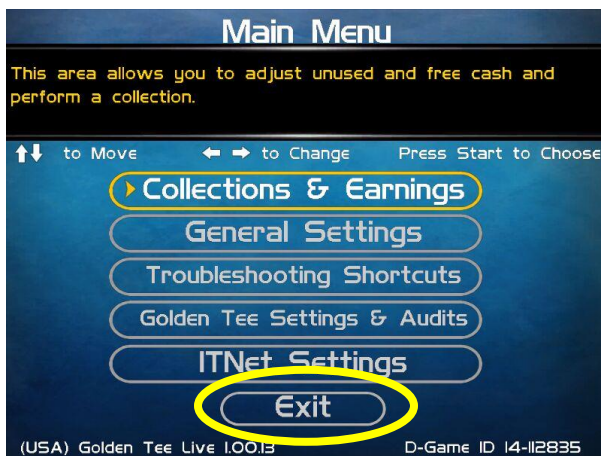 Main Menu
This area allows you to adjust unused and free cash and
perform a collection.
to Move to Change Press Start to Choose
Collections & Earnings
General Settings
Troubleshooting Shortcuts
Golden Tee Settings & Audits
ITNet Settings
Exit
(USA) Golden Tee Live 1.00.13 D-Game ID 14-112835